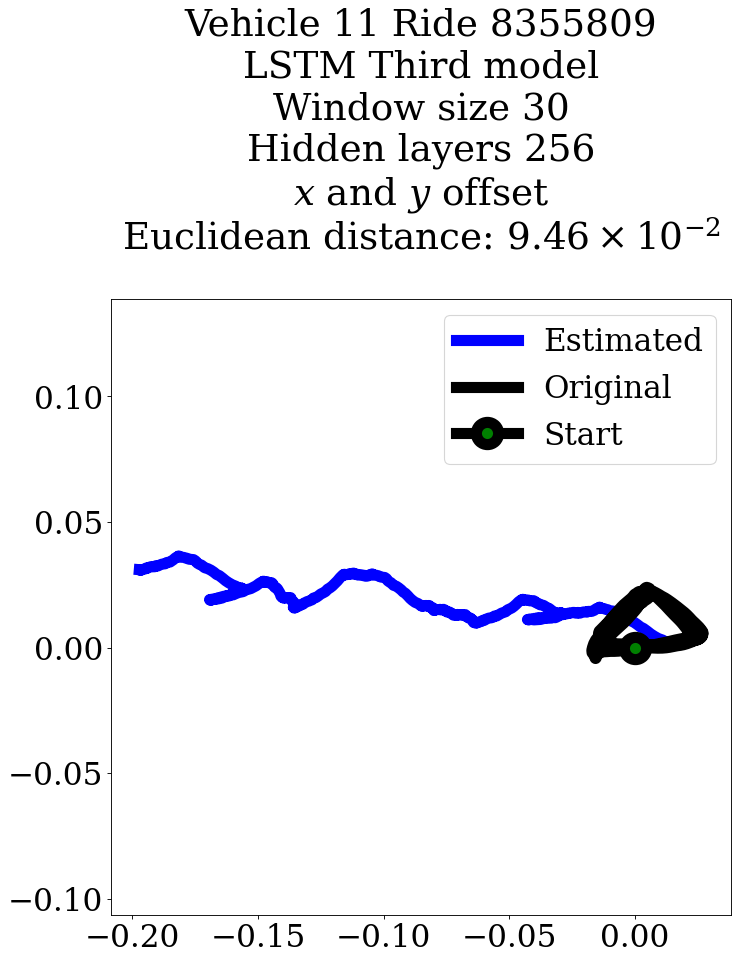 Vehicle 11 Ride 8355809
LSTM Third model
Window size 30
Hidden layers 256
x and y offset
Euclidean distance: 9.46 × 10⁻²
Estimated
Original
Start
0.10
0.05
0.00
−0.05
−0.10
−0.20 −0.15 −0.10 −0.05 0.00